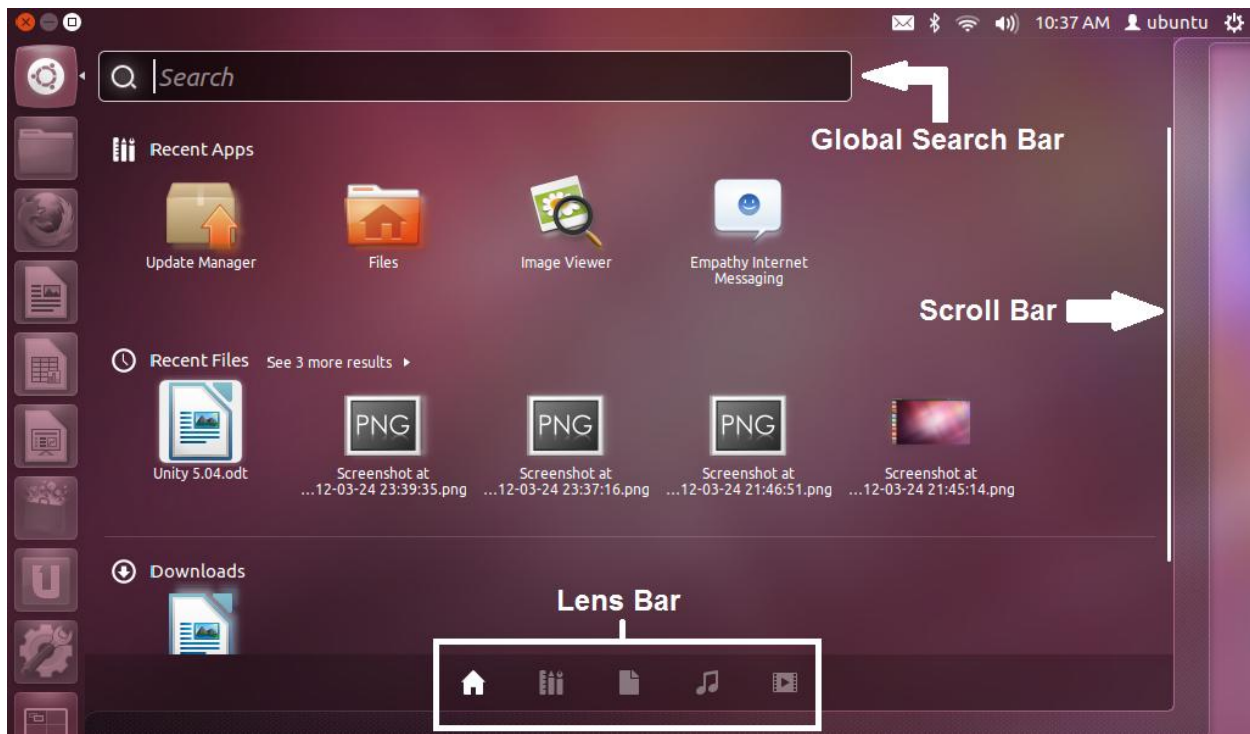 10:37 AM ubuntu
Search
Global Search Bar
Recent Apps
Update Manager
Files
Image Viewer
Empathy Internet
Messaging
Scroll Bar
Recent Files See 3 more results
Unity 5.04.odt
PNG
Screenshot at
...12-03-24 23:39:35.png
PNG
Screenshot at
...12-03-24 23:37:16.png
PNG
Screenshot at
...12-03-24 21:46:51.png
Screenshot at
...12-03-24 21:45:14.png
Downloads
Lens Bar